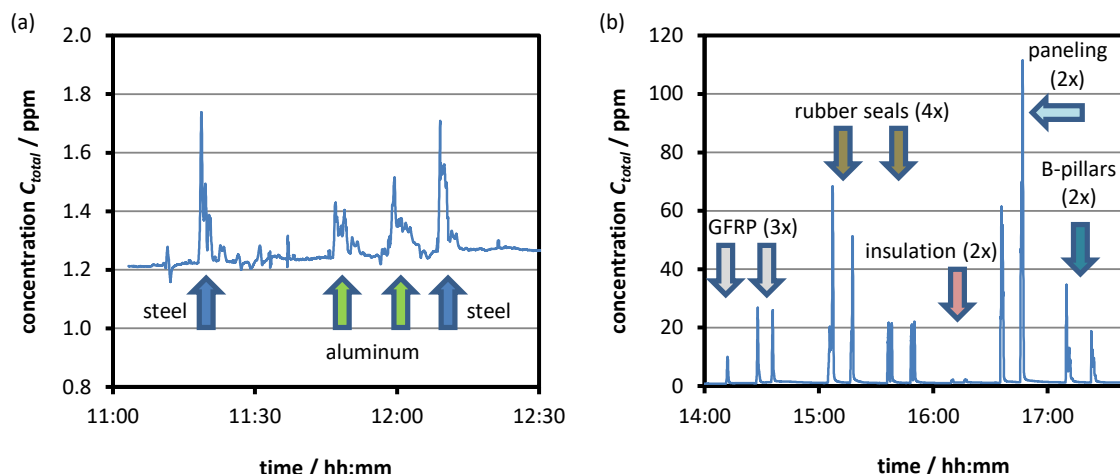 (a)
2.0
1.8
1.6
1.4
1.2
1.0
0.8
concentration C_total / ppm
steel
steel
aluminum
11:00
11:30
12:00
12:30
time / hh:mm
(b)
120
100
80
60
40
20
0
concentration C_total / ppm
paneling
(2x)
rubber seals (4x)
B-pillars
(2x)
GFRP (3x)
insulation (2x)
14:00
15:00
16:00
17:00
time / hh:mm